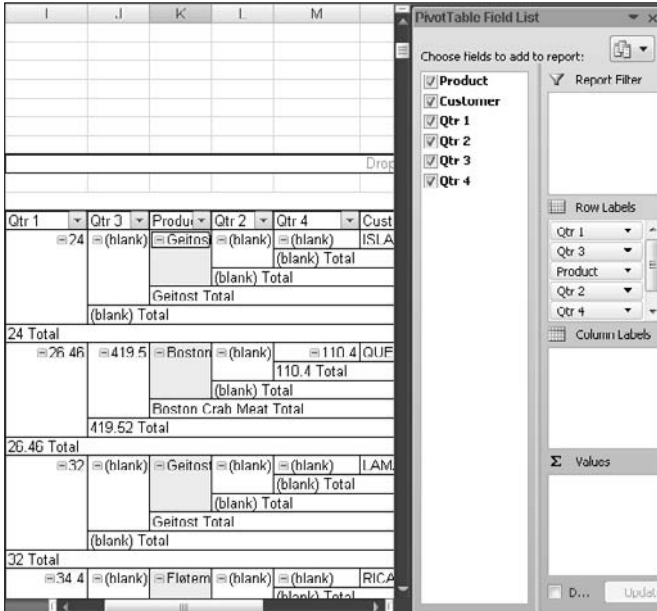 I J K L M
PivotTable Field List
Choose fields to add to report:
Product
Customer
Qtr 1
Qtr 2
Qtr 3
Qtr 4
Report Filter
Row Labels
Qtr 1
Qtr 3
Product
Qtr 2
Qtr 4
Column Labels
Σ Values
D...
Updat
Drop
Qtr 1 Qtr 3 Produ Qtr 2 Qtr 4 Cust
24 (blank) Geitost (blank) (blank) ISLA
(blank) Total
(blank) Total
Geitost Total
(blank) Total
24 Total
26.46 419.5 Boston (blank) 110.4 QUE
110.4 Total
(blank) Total
Boston Crab Meat Total
419.52 Total
26.46 Total
32 (blank) Geitost (blank) (blank) LAM
(blank) Total
(blank) Total
Geitost Total
(blank) Total
32 Total
34.4 (blank) Fløtem (blank) (blank) RICA
(blank) Total